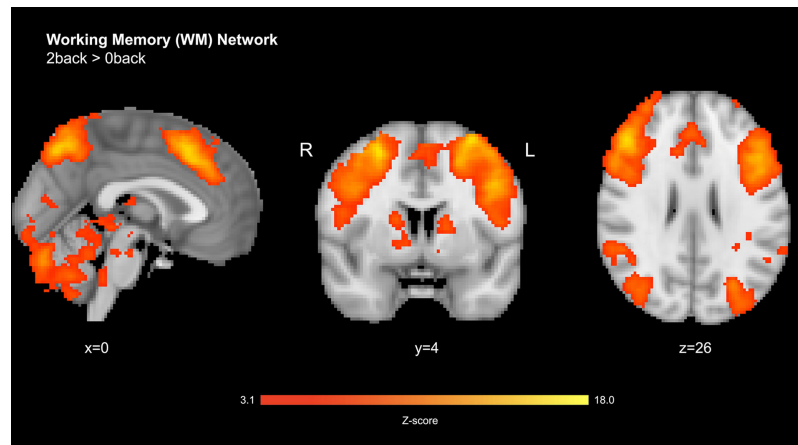 Working Memory (WM) Network
2back > 0back
R
L
x=0
y=4
z=26
3.1
18.0
Z-score